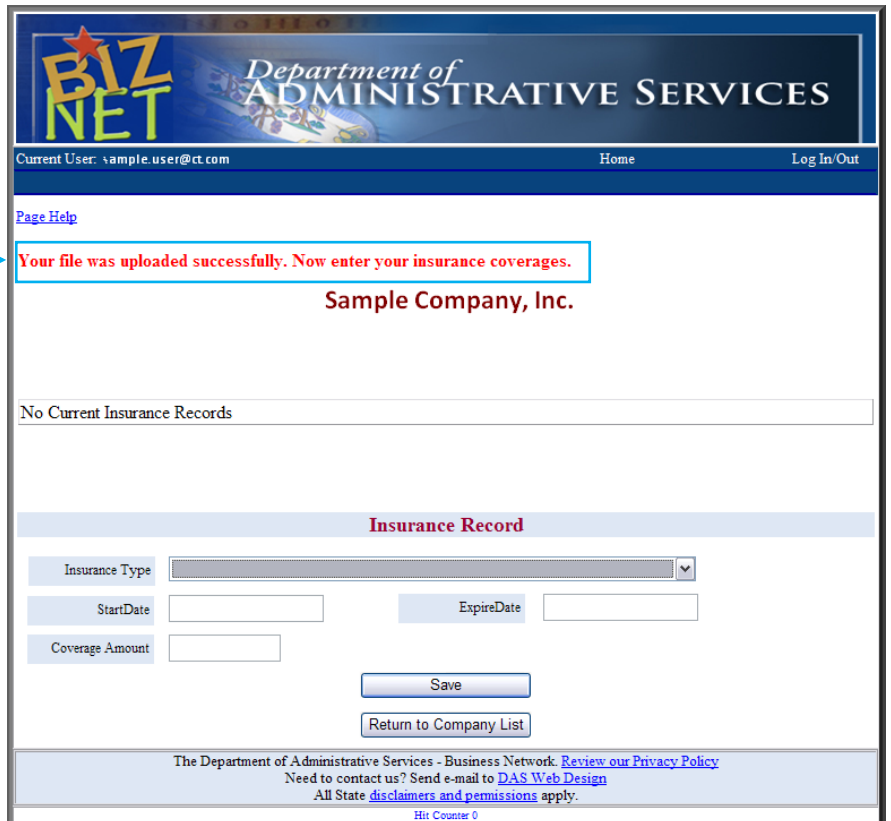 BIZ
NET
Department of
ADMINISTRATIVE SERVICES
Current User: sample.user@ct.com Home Log In/Out
Page Help
Your file was uploaded successfully. Now enter your insurance coverages.
Sample Company, Inc.
No Current Insurance Records
Insurance Record
Insurance Type
StartDate ExpireDate
Coverage Amount
Save
Return to Company List
The Department of Administrative Services - Business Network. Review our Privacy Policy
Need to contact us? Send e-mail to DAS Web Design
All State disclaimers and permissions apply.
Hit Counter 0